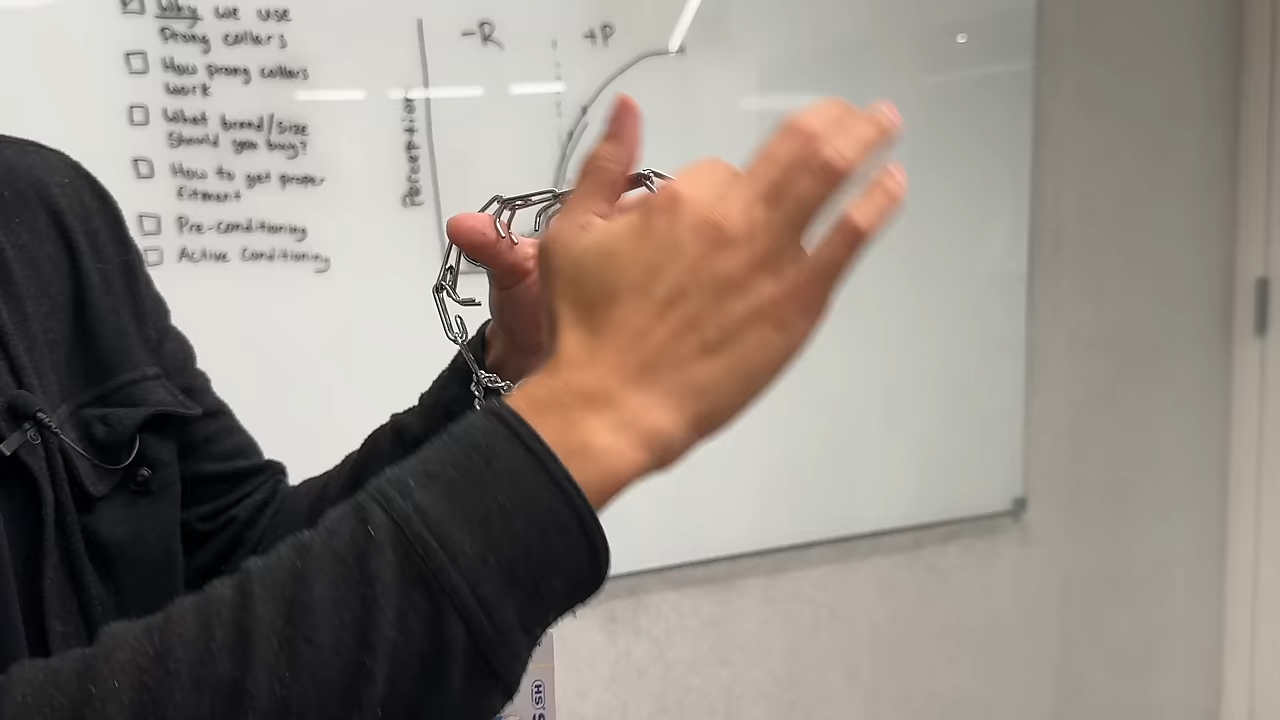 Why we use
Prong collars
How prong collars
work
What brand/size
Should you buy?
How to get proper
fitment
Pre-conditioning
Active Conditioning
Perception
-R
+P
HS